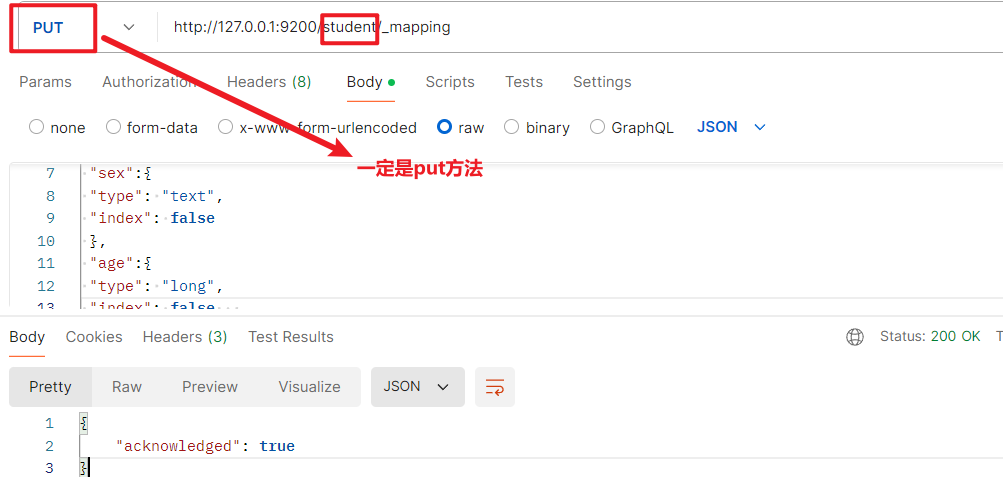 PUT http://127.0.0.1:9200/student/_mapping
Params Authorization Headers (8) Body Scripts Tests Settings
none form-data x-www-form-urlencoded raw binary GraphQL JSON
一定是put方法
7 "sex":{
8 "type": "text",
9 "index": false
10 },
11 "age":{
12 "type": "long",
13 "index": false
Body Cookies Headers (3) Test Results Status: 200 OK T
Pretty Raw Preview Visualize JSON
1 {
2 "acknowledged": true
3 }